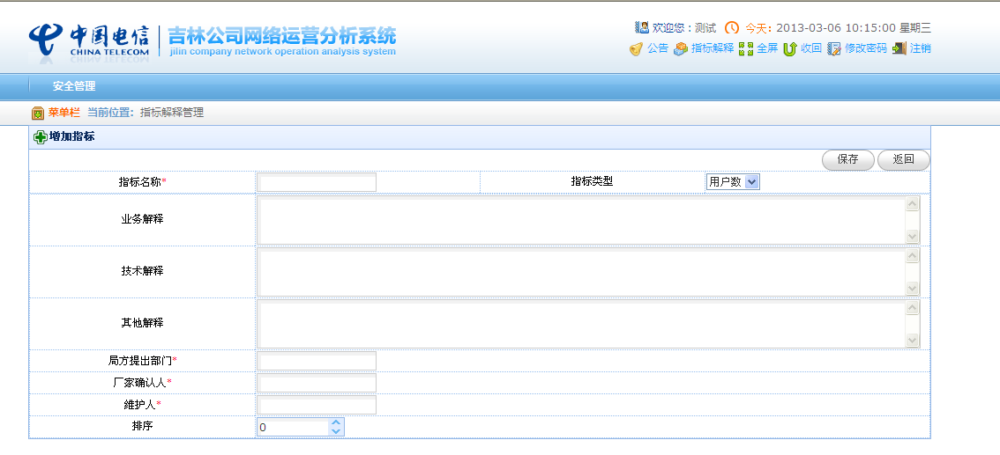 中国电信 吉林公司网络运营分析系统
CHINA TELECOM jilin company network operation analysis system
欢迎您：测试 今天：2013-03-06 10:15:00 星期三
公告 指标解释 全屏 收回 修改密码 注销
安全管理
菜单栏 当前位置：指标解释管理
增加指标
保存 返回
指标名称* 指标类型 用户数
业务解释
技术解释
其他解释
局方提出部门*
厂家确认人*
维护人*
排序 0